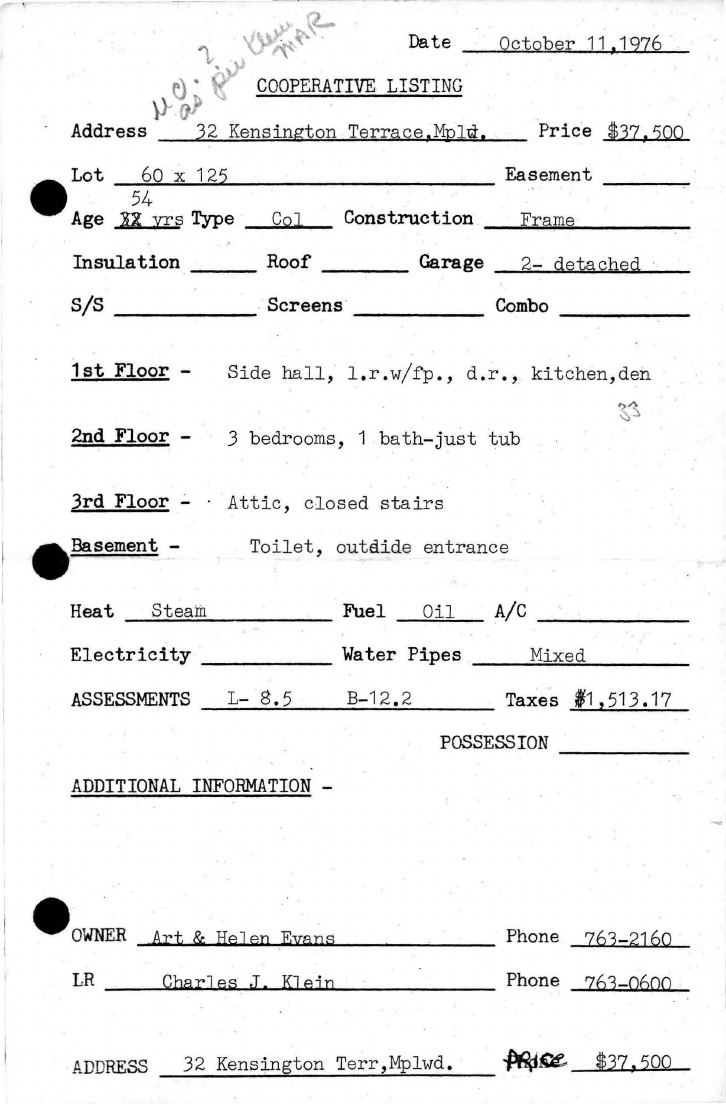 N.O. ?
as per Klein
MAR
Date October 11,1976
COOPERATIVE LISTING
Address 32 Kensington Terrace,Mpld. Price $37,500
Lot 60 x 125 Easement
54
Age yrs Type Col Construction Frame
Insulation Roof Garage 2- detached
S/S Screens Combo
1st Floor - Side hall, l.r.w/fp., d.r., kitchen,den
33
2nd Floor - 3 bedrooms, 1 bath-just tub
3rd Floor - Attic, closed stairs
Basement - Toilet, outdide entrance
Heat Steam Fuel Oil A/C
Electricity Water Pipes Mixed
ASSESSMENTS L- 8.5 B-12.2 Taxes $1,513.17
POSSESSION
ADDITIONAL INFORMATION -
OWNER Art & Helen Evans Phone 763-2160
LR Charles J. Klein Phone 763-0600
ADDRESS 32 Kensington Terr,Mplwd. PRICE $37,500